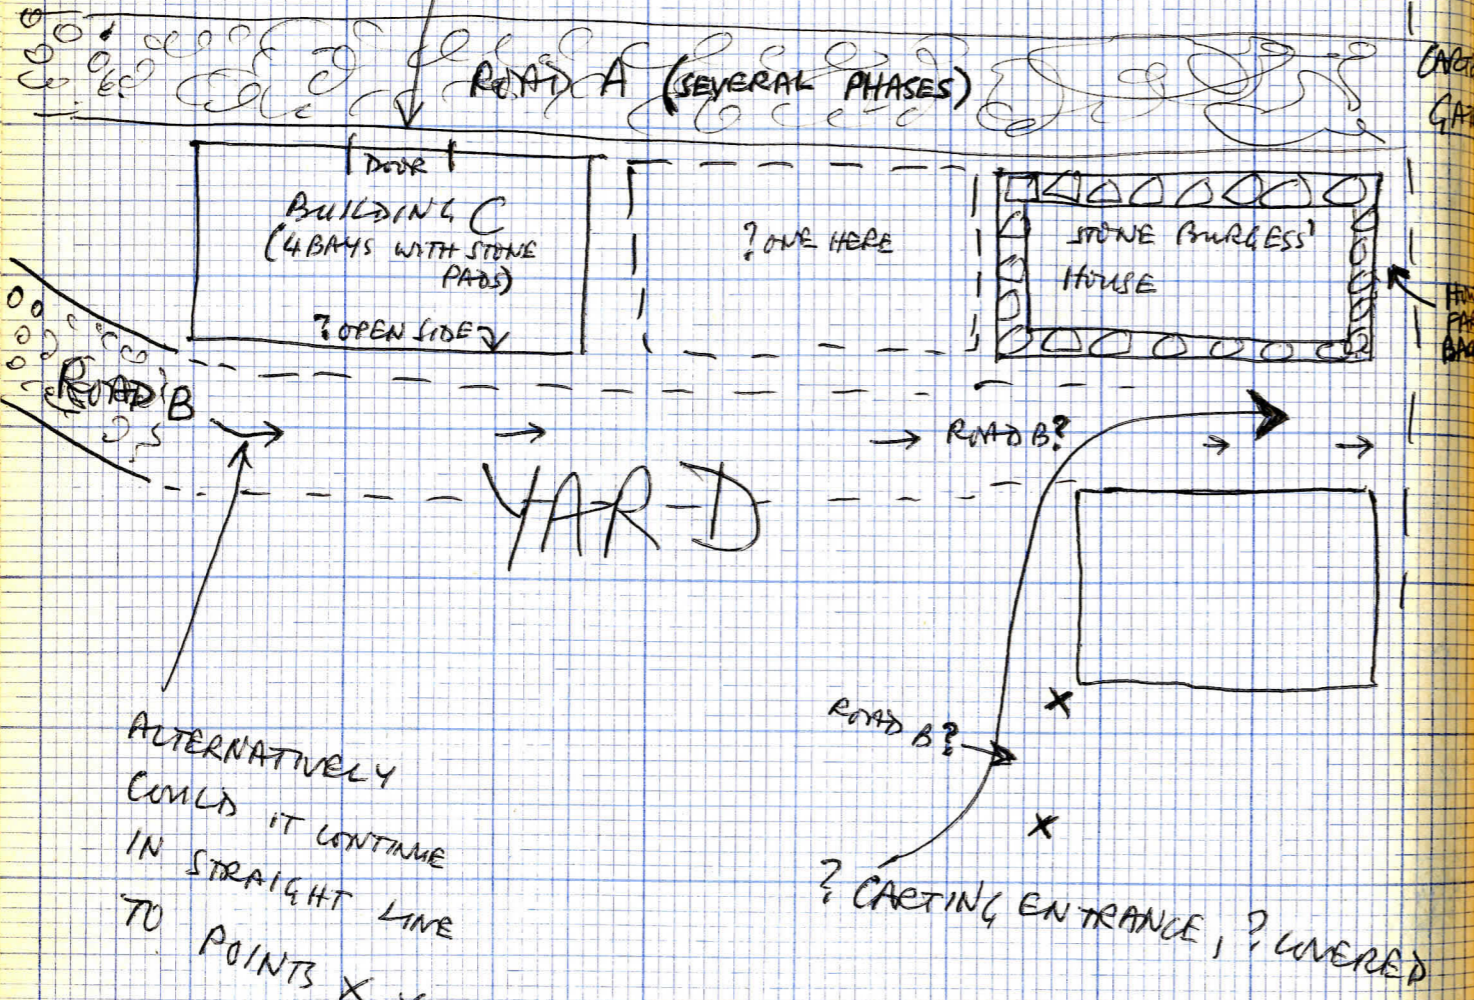 ROAD A (SEVERAL PHASES)
DOOR
BUILDING C
(4 BAYS WITH STONE
PADS)
? OPEN SIDE
? ONE HERE
STONE BURGESS'
HOUSE
ROAD B
ROAD B?
YARD
ROAD B?
X
X
ALTERNATIVELY
COULD IT CONTINUE
IN STRAIGHT LINE
TO POINTS X
? CARTING ENTRANCE, ? COVERED